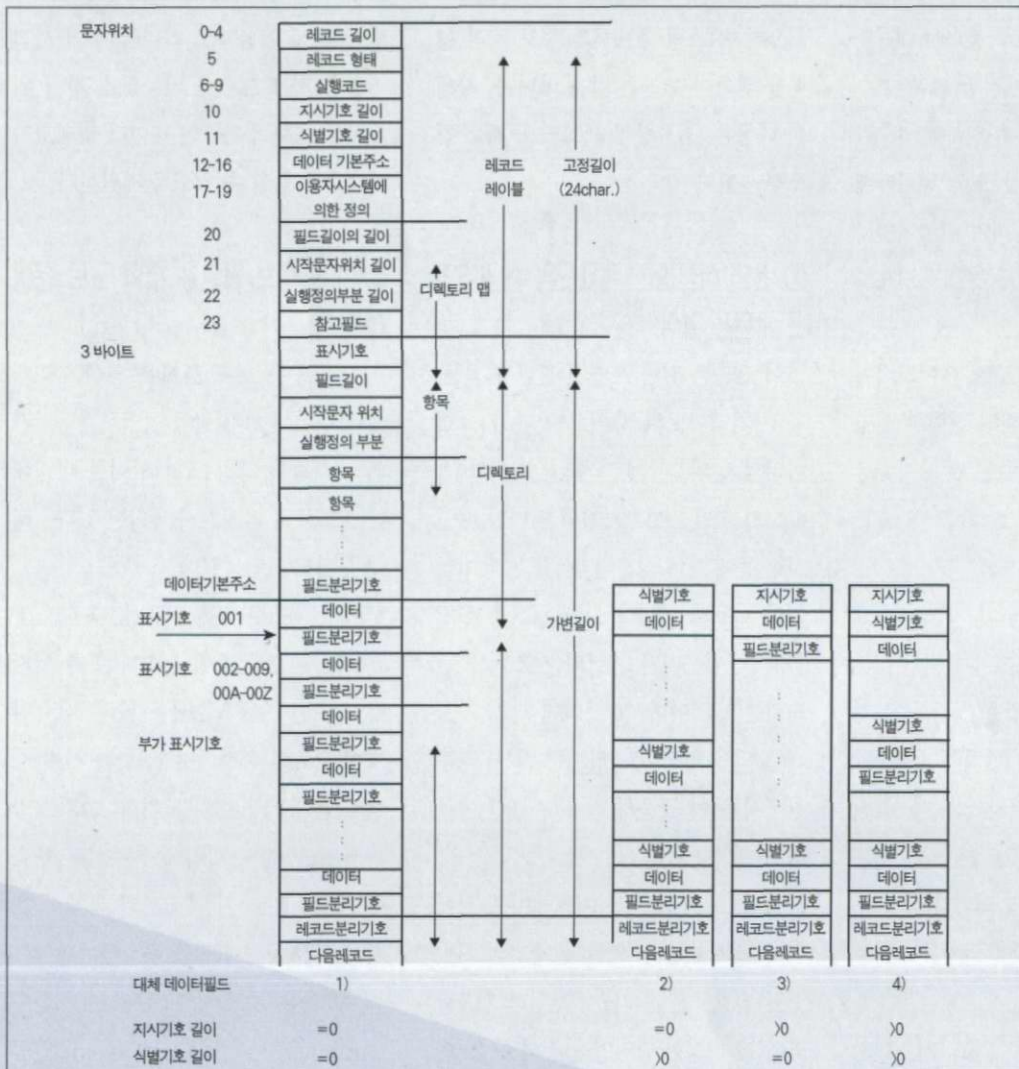 문자위치 0-4 레코드 길이
5 레코드 형태
6-9 실행코드
10 지시기호 길이
11 식별기호 길이
12-16 데이터 기본주소 레코드 고정길이
17-19 이용자시스템에 레이블 (24char.)
의한 정의
20 필드길이의 길이
21 시작문자위치 길이
디렉토리 맵
22 실행정의부분 길이
23 참고필드
3 바이트 표시기호
필드길이
항목
시작문자 위치
실행정의 부분
항목 디렉토리
항목
데이터기본주소 필드분리기호 식별기호 지시기호 지시기호
표시기호 001 데이터 가변길이 데이터 데이터 식별기호
필드분리기호 필드분리기호 데이터
표시기호 002-009, 데이터
00A-00Z 필드분리기호
데이터 식별기호
부가 표시기호 필드분리기호 식별기호 데이터
데이터 데이터 필드분리기호
필드분리기호
식별기호 식별기호 식별기호
데이터 데이터 데이터 데이터
필드분리기호 필드분리기호 필드분리기호 필드분리기호
레코드분리기호 레코드분리기호 레코드분리기호 레코드분리기호
다음레코드 다음레코드 다음레코드 다음레코드
대체 데이터필드 1) 2) 3) 4)
지시기호 길이 =0 =0 〉0 〉0
식별기호 길이 =0 〉0 =0 〉0